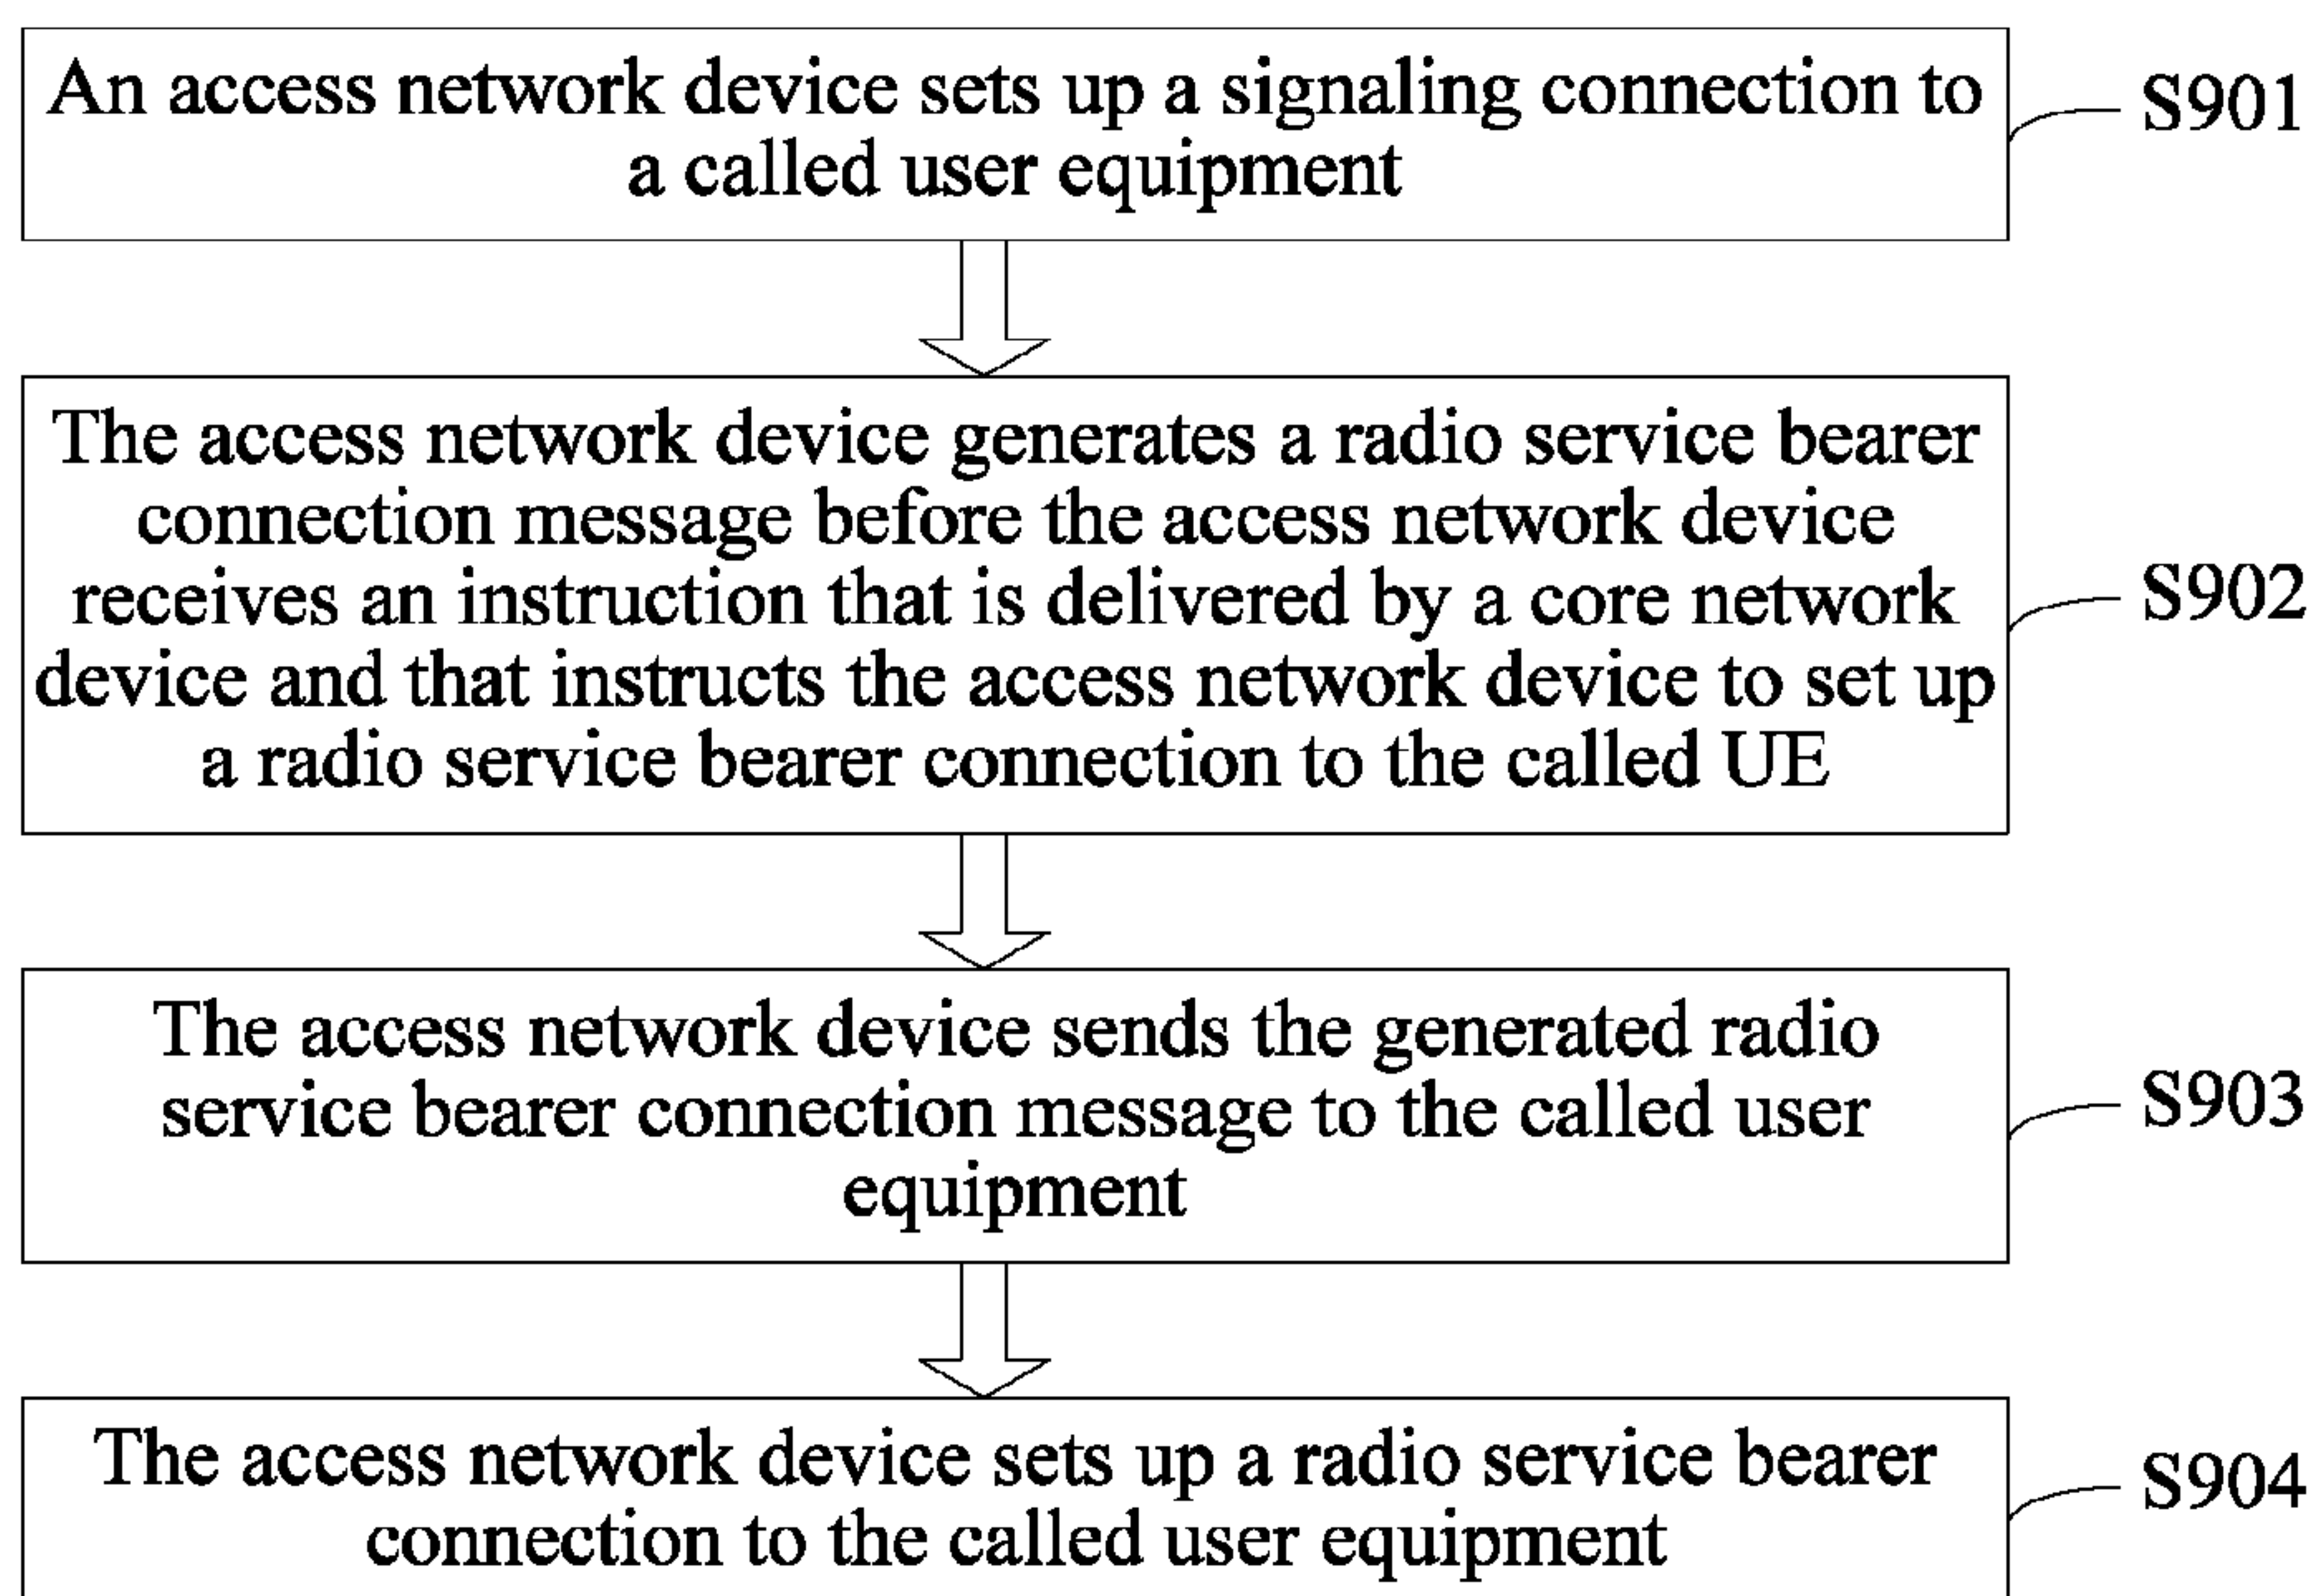 An access network device sets up a signaling connection to
a called user equipment
S901
The access network device generates a radio service bearer
connection message before the access network device
receives an instruction that is delivered by a core network
device and that instructs the access network device to set up
a radio service bearer connection to the called UE
S902
The access network device sends the generated radio
service bearer connection message to the called user
equipment
S903
The access network device sets up a radio service bearer
connection to the called user equipment
S904